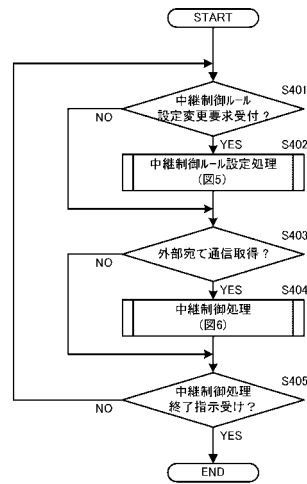 START
S401
中継制御ルール
設定変更要求受付？
NO
YES
S402
中継制御ルール設定処理
(図5)
S403
外部宛て通信取得？
NO
YES
S404
中継制御処理
(図6)
S405
中継制御処理
終了指示受け？
NO
YES
END